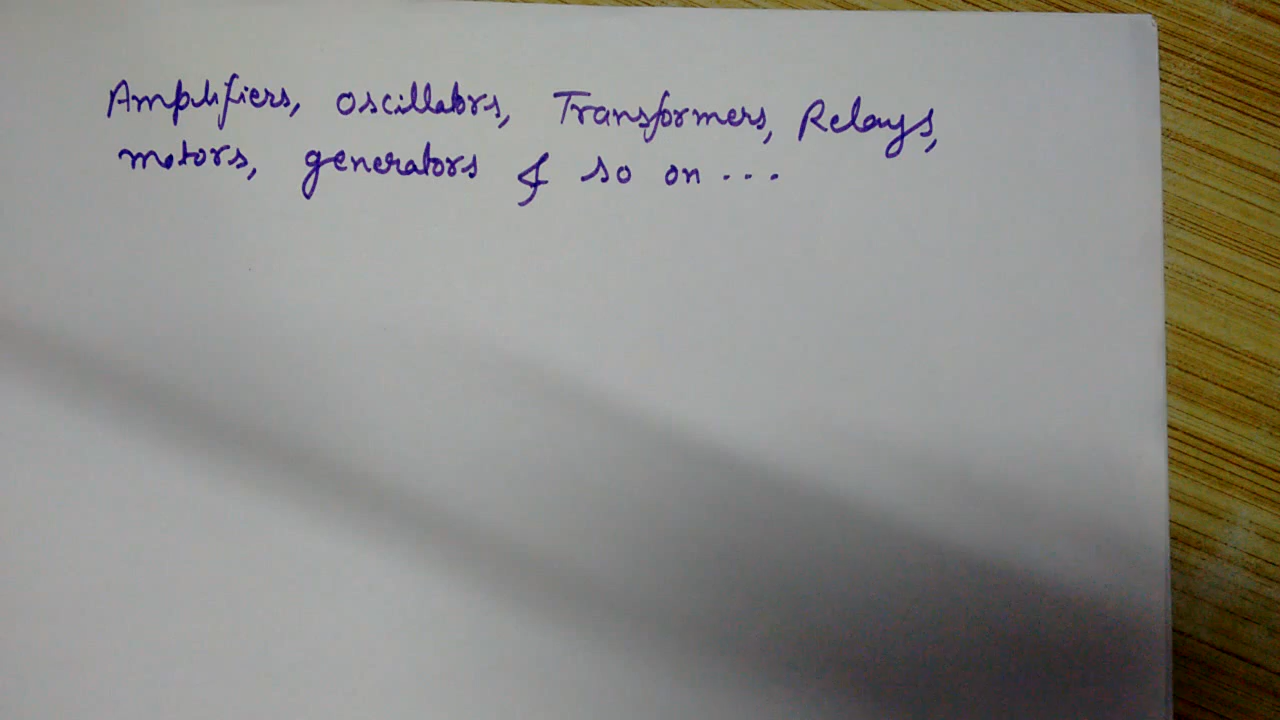 Amplifiers, oscillators, Transformers, Relays,
motors, generators & so on ...